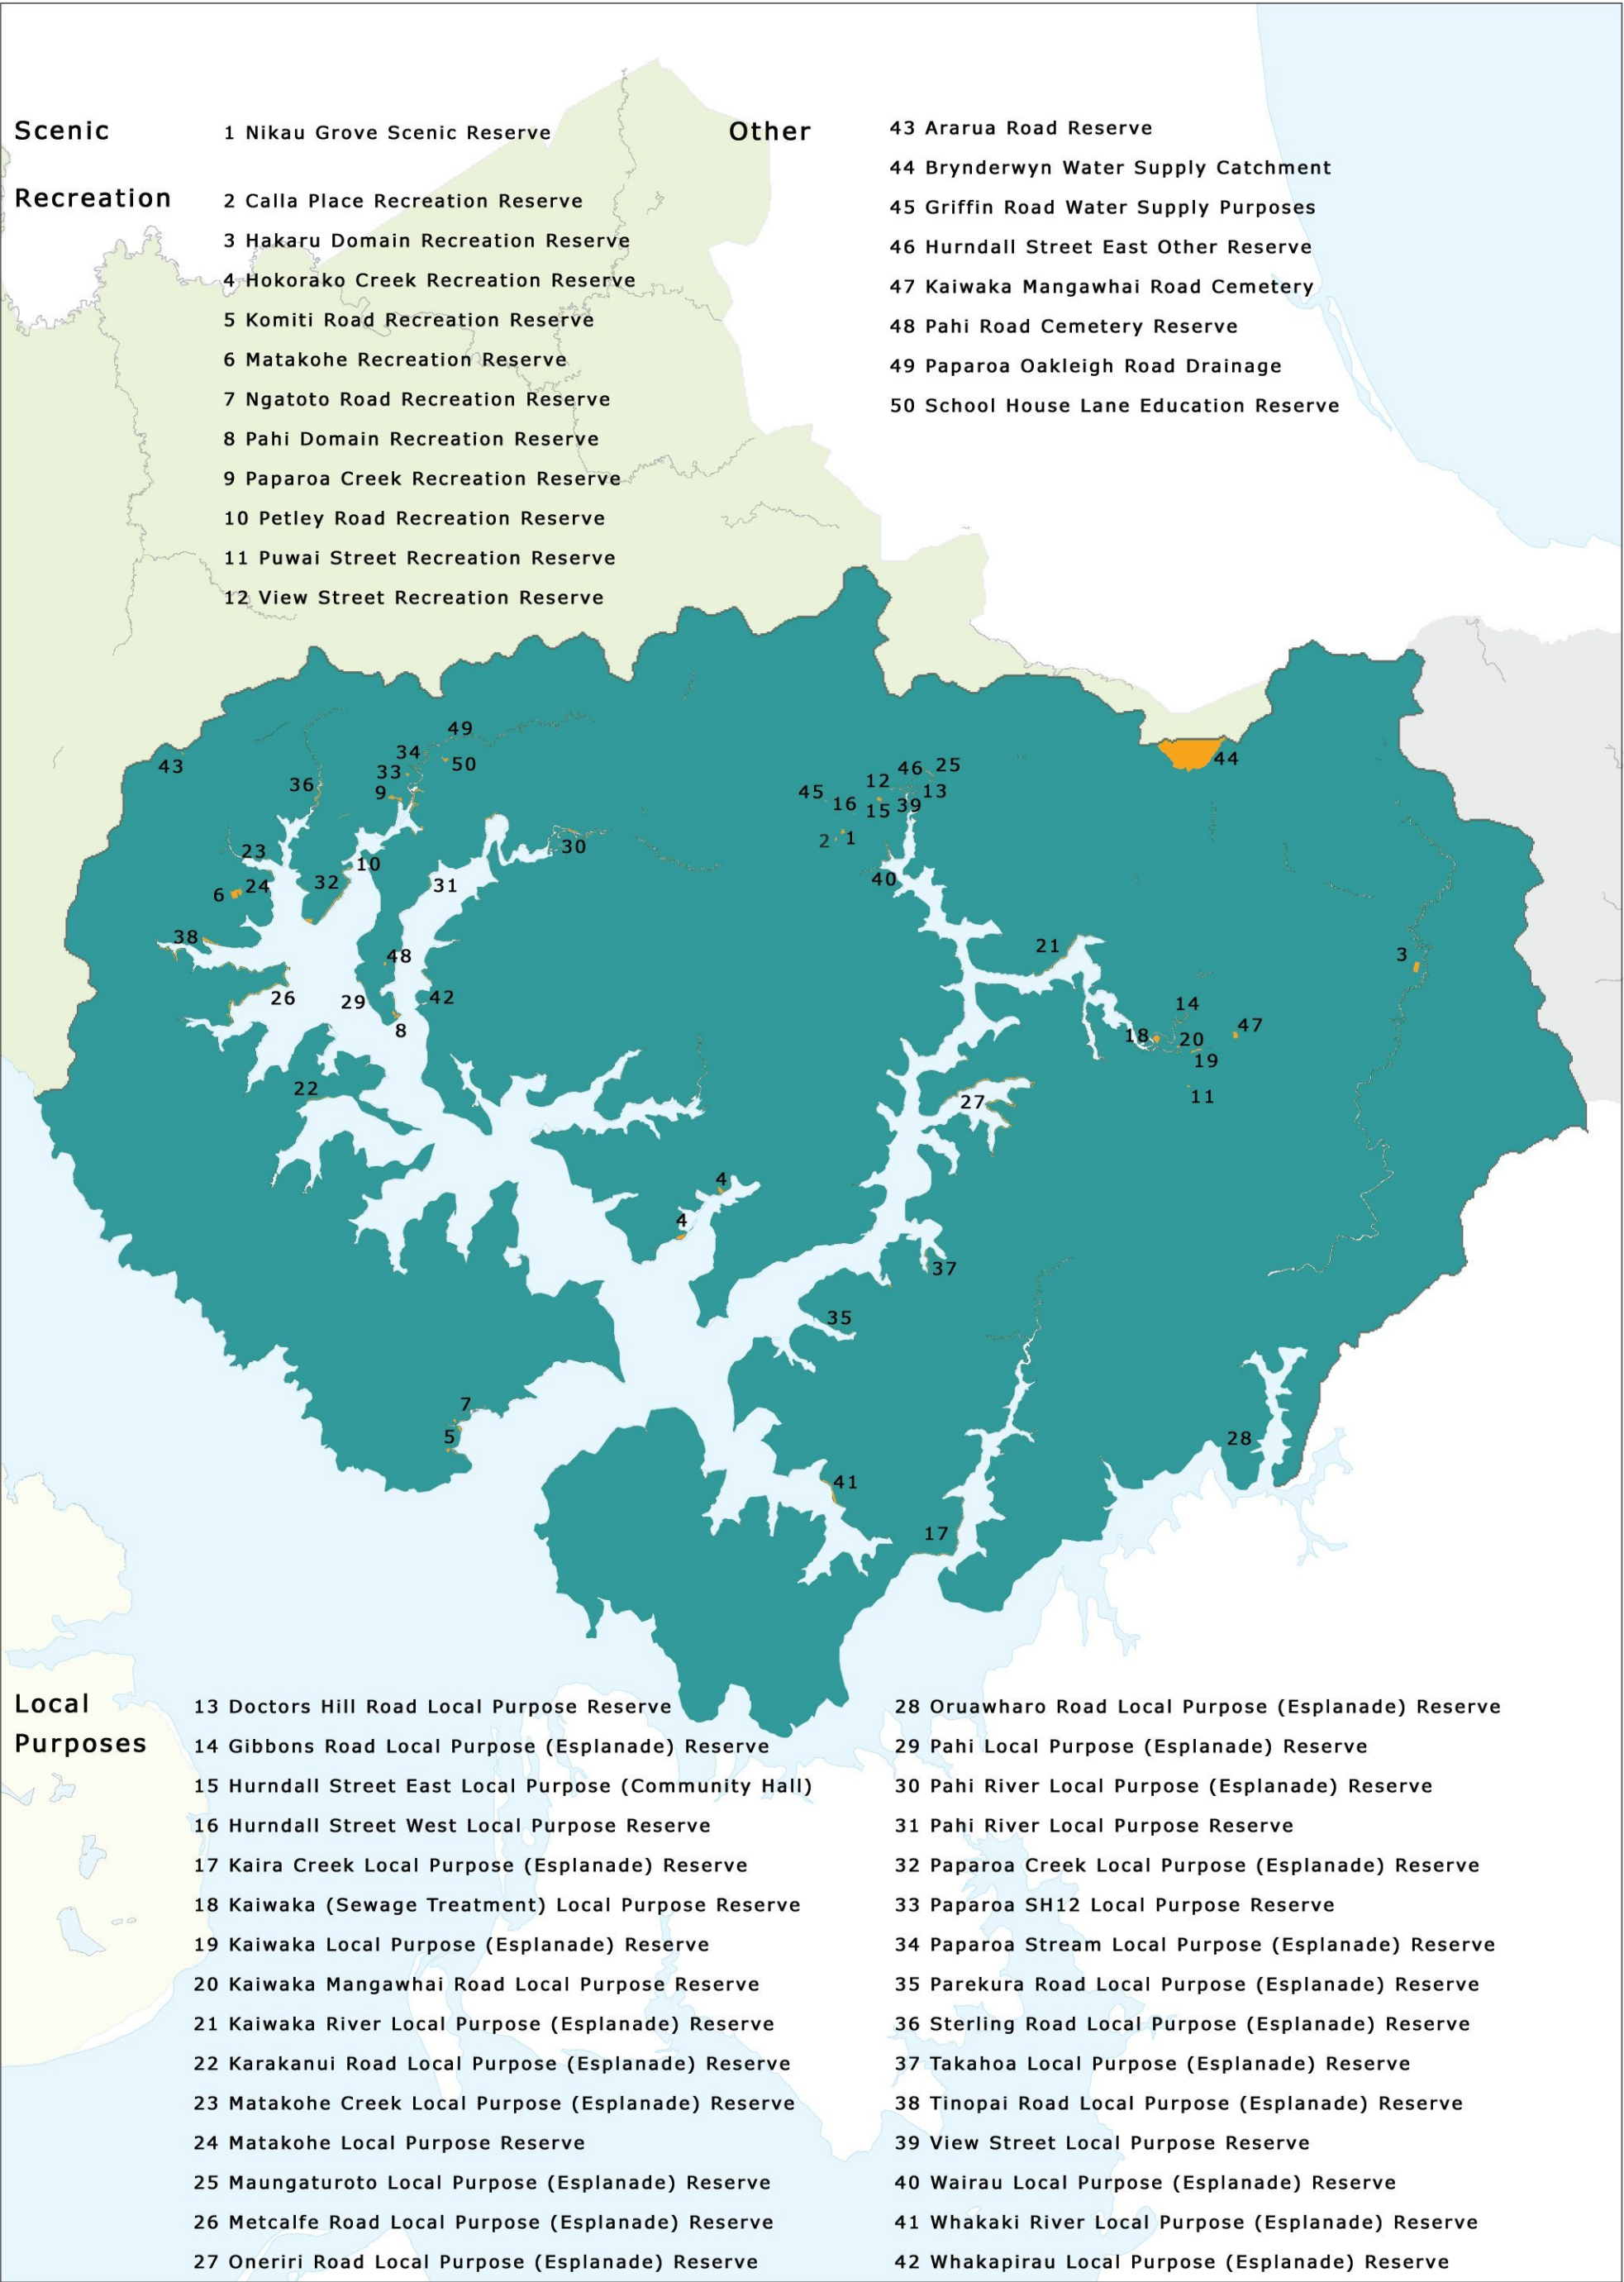 Scenic
1 Nikau Grove Scenic Reserve
Recreation
2 Calla Place Recreation Reserve
3 Hakaru Domain Recreation Reserve
4 Hokorako Creek Recreation Reserve
5 Komiti Road Recreation Reserve
6 Matakohe Recreation Reserve
7 Ngatoto Road Recreation Reserve
8 Pahi Domain Recreation Reserve
9 Paparoa Creek Recreation Reserve
10 Petley Road Recreation Reserve
11 Puwai Street Recreation Reserve
12 View Street Recreation Reserve
Other
43 Ararua Road Reserve
44 Brynderwyn Water Supply Catchment
45 Griffin Road Water Supply Purposes
46 Hurndall Street East Other Reserve
47 Kaiwaka Mangawhai Road Cemetery
48 Pahi Road Cemetery Reserve
49 Paparoa Oakleigh Road Drainage
50 School House Lane Education Reserve
49
34
43
33
50
36
9
44
46
25
12
45
13
16
15
39
2
1
30
23
10
40
32
31
24
6
38
21
3
48
26
29
42
14
8
18
47
20
19
22
27
11
4
4
37
35
7
5
28
41
17
Local
Purposes
13 Doctors Hill Road Local Purpose Reserve
14 Gibbons Road Local Purpose (Esplanade) Reserve
15 Hurndall Street East Local Purpose (Community Hall)
16 Hurndall Street West Local Purpose Reserve
17 Kaira Creek Local Purpose (Esplanade) Reserve
18 Kaiwaka (Sewage Treatment) Local Purpose Reserve
19 Kaiwaka Local Purpose (Esplanade) Reserve
20 Kaiwaka Mangawhai Road Local Purpose Reserve
21 Kaiwaka River Local Purpose (Esplanade) Reserve
22 Karakanui Road Local Purpose (Esplanade) Reserve
23 Matakohe Creek Local Purpose (Esplanade) Reserve
24 Matakohe Local Purpose Reserve
25 Maungaturoto Local Purpose (Esplanade) Reserve
26 Metcalfe Road Local Purpose (Esplanade) Reserve
27 Oneriri Road Local Purpose (Esplanade) Reserve
28 Oruawharo Road Local Purpose (Esplanade) Reserve
29 Pahi Local Purpose (Esplanade) Reserve
30 Pahi River Local Purpose (Esplanade) Reserve
31 Pahi River Local Purpose Reserve
32 Paparoa Creek Local Purpose (Esplanade) Reserve
33 Paparoa SH12 Local Purpose Reserve
34 Paparoa Stream Local Purpose (Esplanade) Reserve
35 Parekura Road Local Purpose (Esplanade) Reserve
36 Sterling Road Local Purpose (Esplanade) Reserve
37 Takahoa Local Purpose (Esplanade) Reserve
38 Tinopai Road Local Purpose (Esplanade) Reserve
39 View Street Local Purpose Reserve
40 Wairau Local Purpose (Esplanade) Reserve
41 Whakaki River Local Purpose (Esplanade) Reserve
42 Whakapirau Local Purpose (Esplanade) Reserve